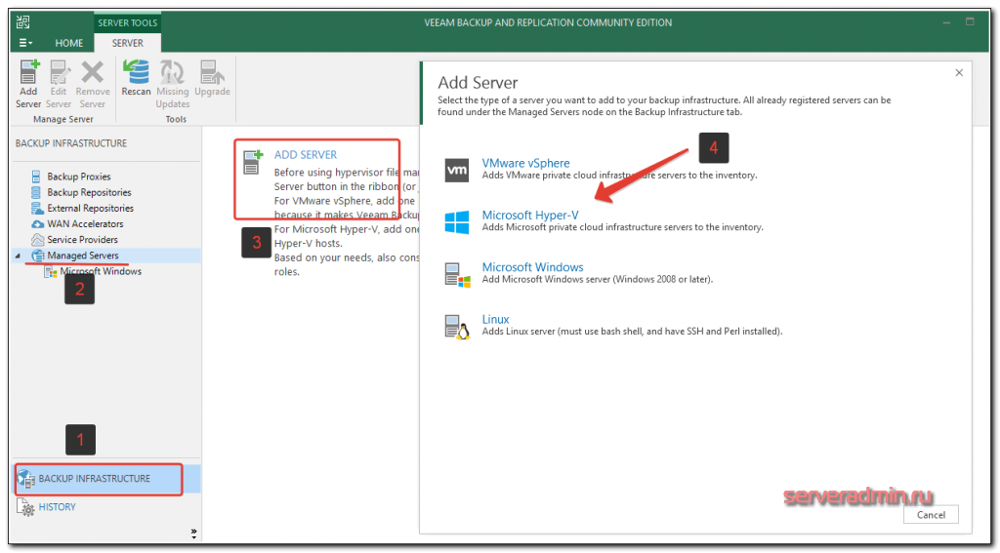 SERVER TOOLS
VEEAM BACKUP AND REPLICATION COMMUNITY EDITION
HOME
SERVER
Add Server
Edit Server
Remove Server
Rescan
Missing Updates
Upgrade
Manage Server
Tools
BACKUP INFRASTRUCTURE
Backup Proxies
Backup Repositories
External Repositories
WAN Accelerators
Service Providers
Managed Servers
Microsoft Windows
2
1
BACKUP INFRASTRUCTURE
HISTORY
ADD SERVER
Before using hypervisor file man
Server button in the ribbon (or
For VMware vSphere, add one
because it makes Veeam Backup
For Microsoft Hyper-V, add one
Hyper-V hosts.
Based on your needs, also cons
roles.
3
Add Server
Select the type of a server you want to add to your backup infrastructure. All already registered servers can be
found under the Managed Servers node on the Backup Infrastructure tab.
4
vm
VMware vSphere
Adds VMware private cloud infrastructure servers to the inventory.
Microsoft Hyper-V
Adds Microsoft private cloud infrastructure servers to the inventory.
Microsoft Windows
Add Microsoft Windows server (Windows 2008 or later).
Linux
Adds Linux server (must use bash shell, and have SSH and Perl installed).
serveradmin.ru
Cancel